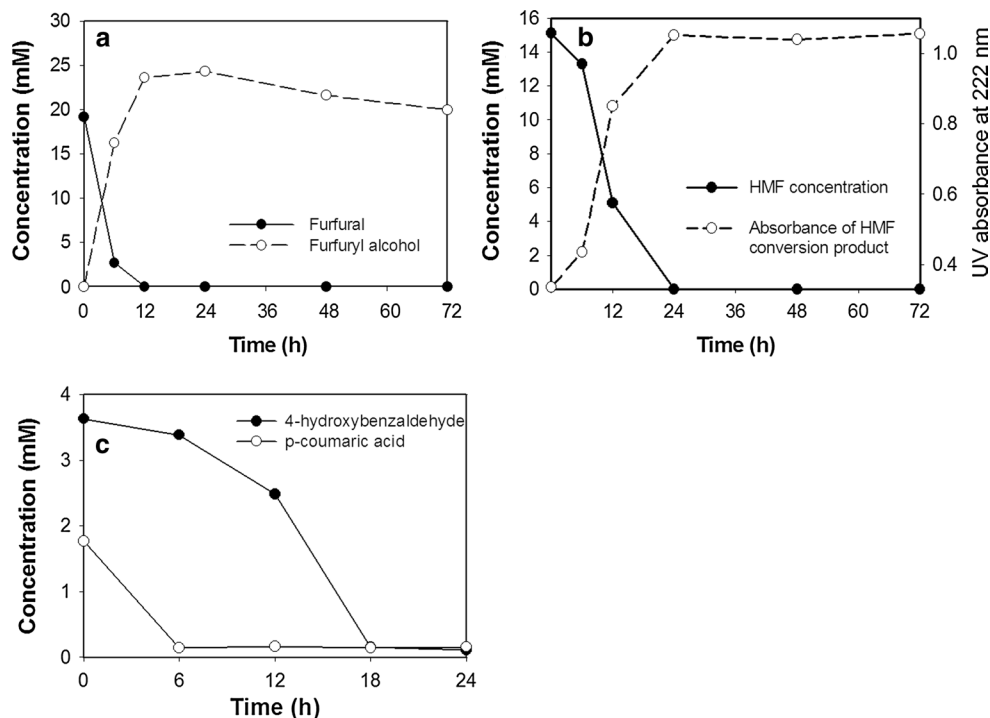 a
Concentration (mM)
30
25
20
15
10
5
0
Furfural
Furfuryl alcohol
0 12 24 36 48 60 72
Time (h)
b
Concentration (mM)
16
14
12
10
8
6
4
2
0
HMF concentration
Absorbance of HMF
conversion product
UV absorbance at 222 nm
1.0
0.8
0.6
0.4
0 12 24 36 48 60 72
Time (h)
c
Concentration (mM)
4
3
2
1
0
4-hydroxybenzaldehyde
p-coumaric acid
0 6 12 18 24
Time (h)